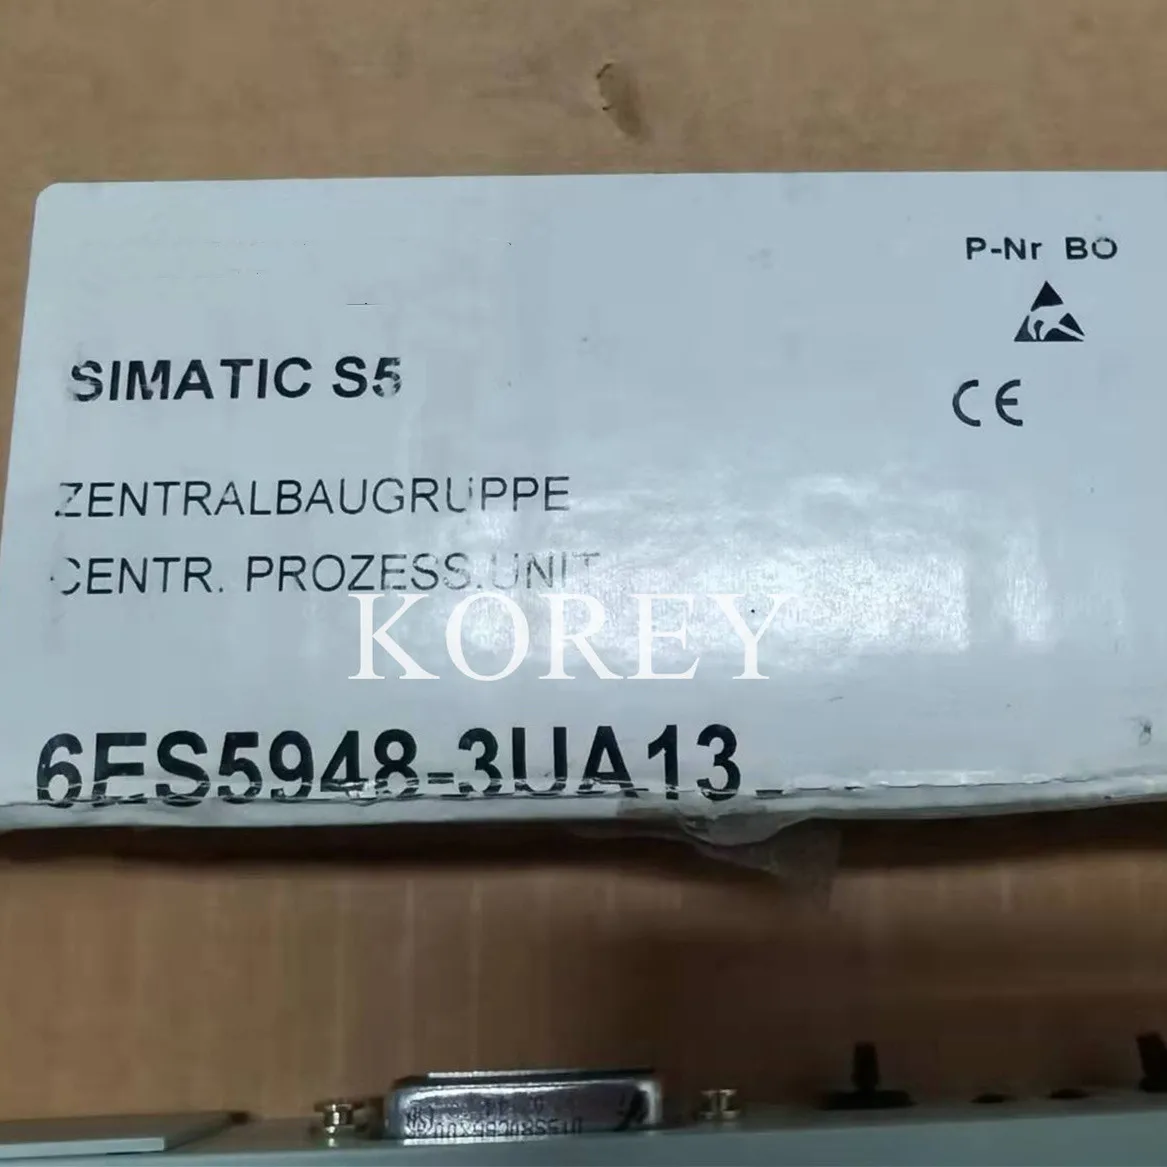 P-Nr BO
SIMATIC S5
CE
ZENTRALBAUGRUPPE
CENTR. PROZESS.UNIT
KOREY
6ES5948-3UA13